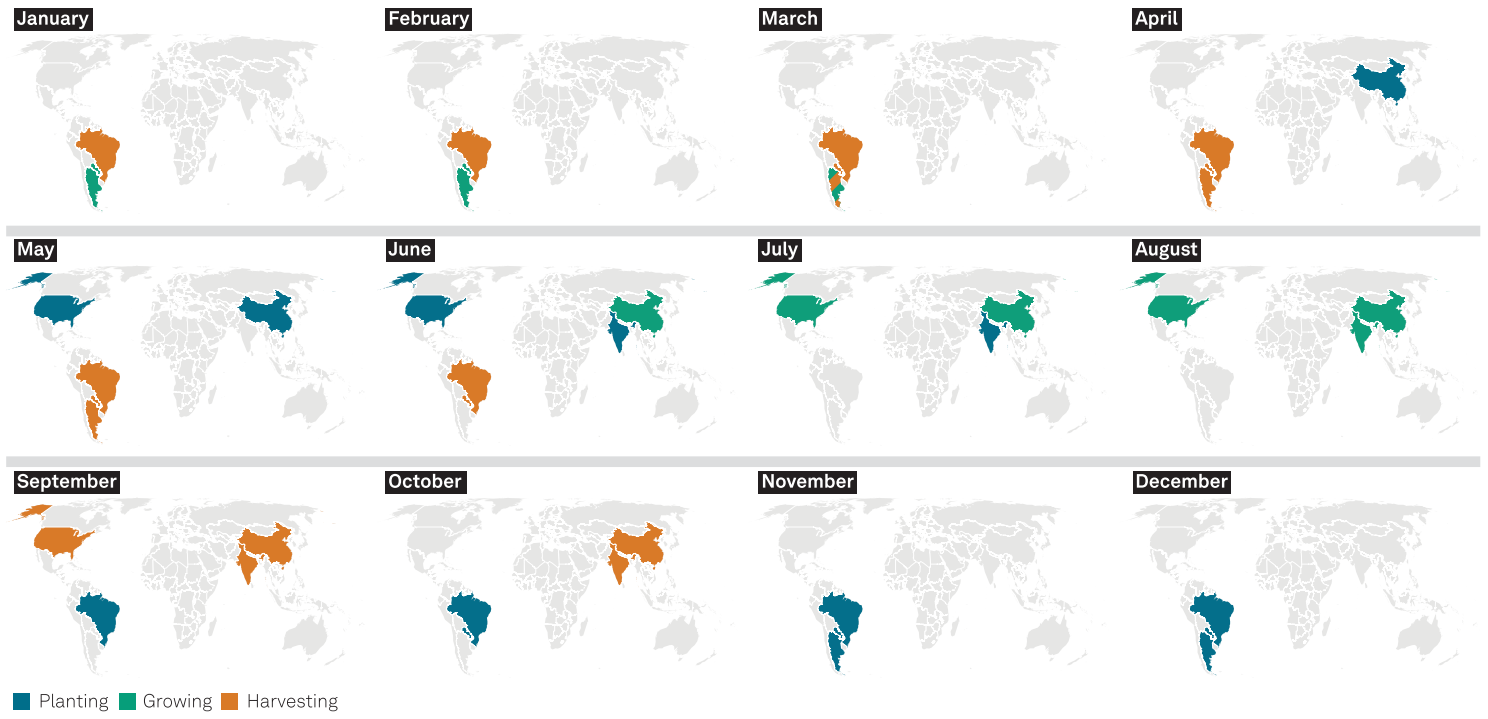 January
February
March
April
May
June
July
August
September
October
November
December
Planting
Growing
Harvesting